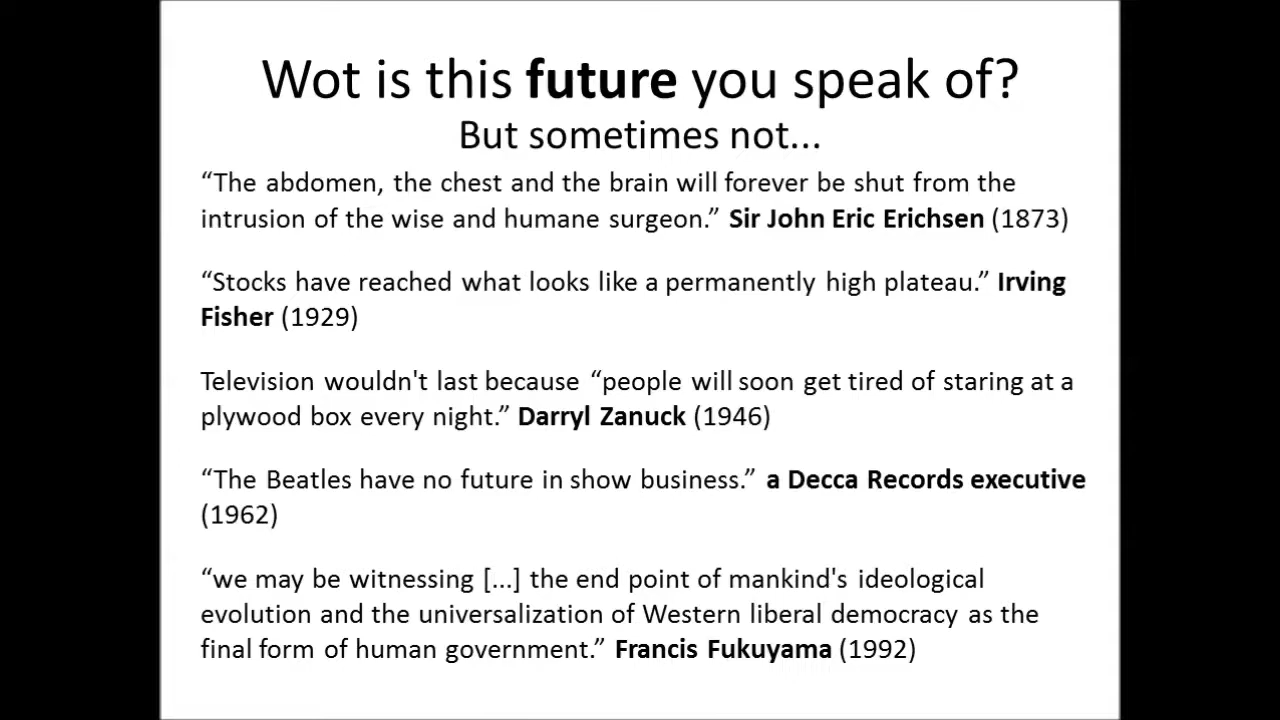 Wot is this future you speak of?
But sometimes not...
“The abdomen, the chest and the brain will forever be shut from the
intrusion of the wise and humane surgeon.” Sir John Eric Erichsen (1873)
“Stocks have reached what looks like a permanently high plateau.” Irving
Fisher (1929)
Television wouldn't last because “people will soon get tired of staring at a
plywood box every night.” Darryl Zanuck (1946)
“The Beatles have no future in show business.” a Decca Records executive
(1962)
“we may be witnessing [...] the end point of mankind's ideological
evolution and the universalization of Western liberal democracy as the
final form of human government.” Francis Fukuyama (1992)